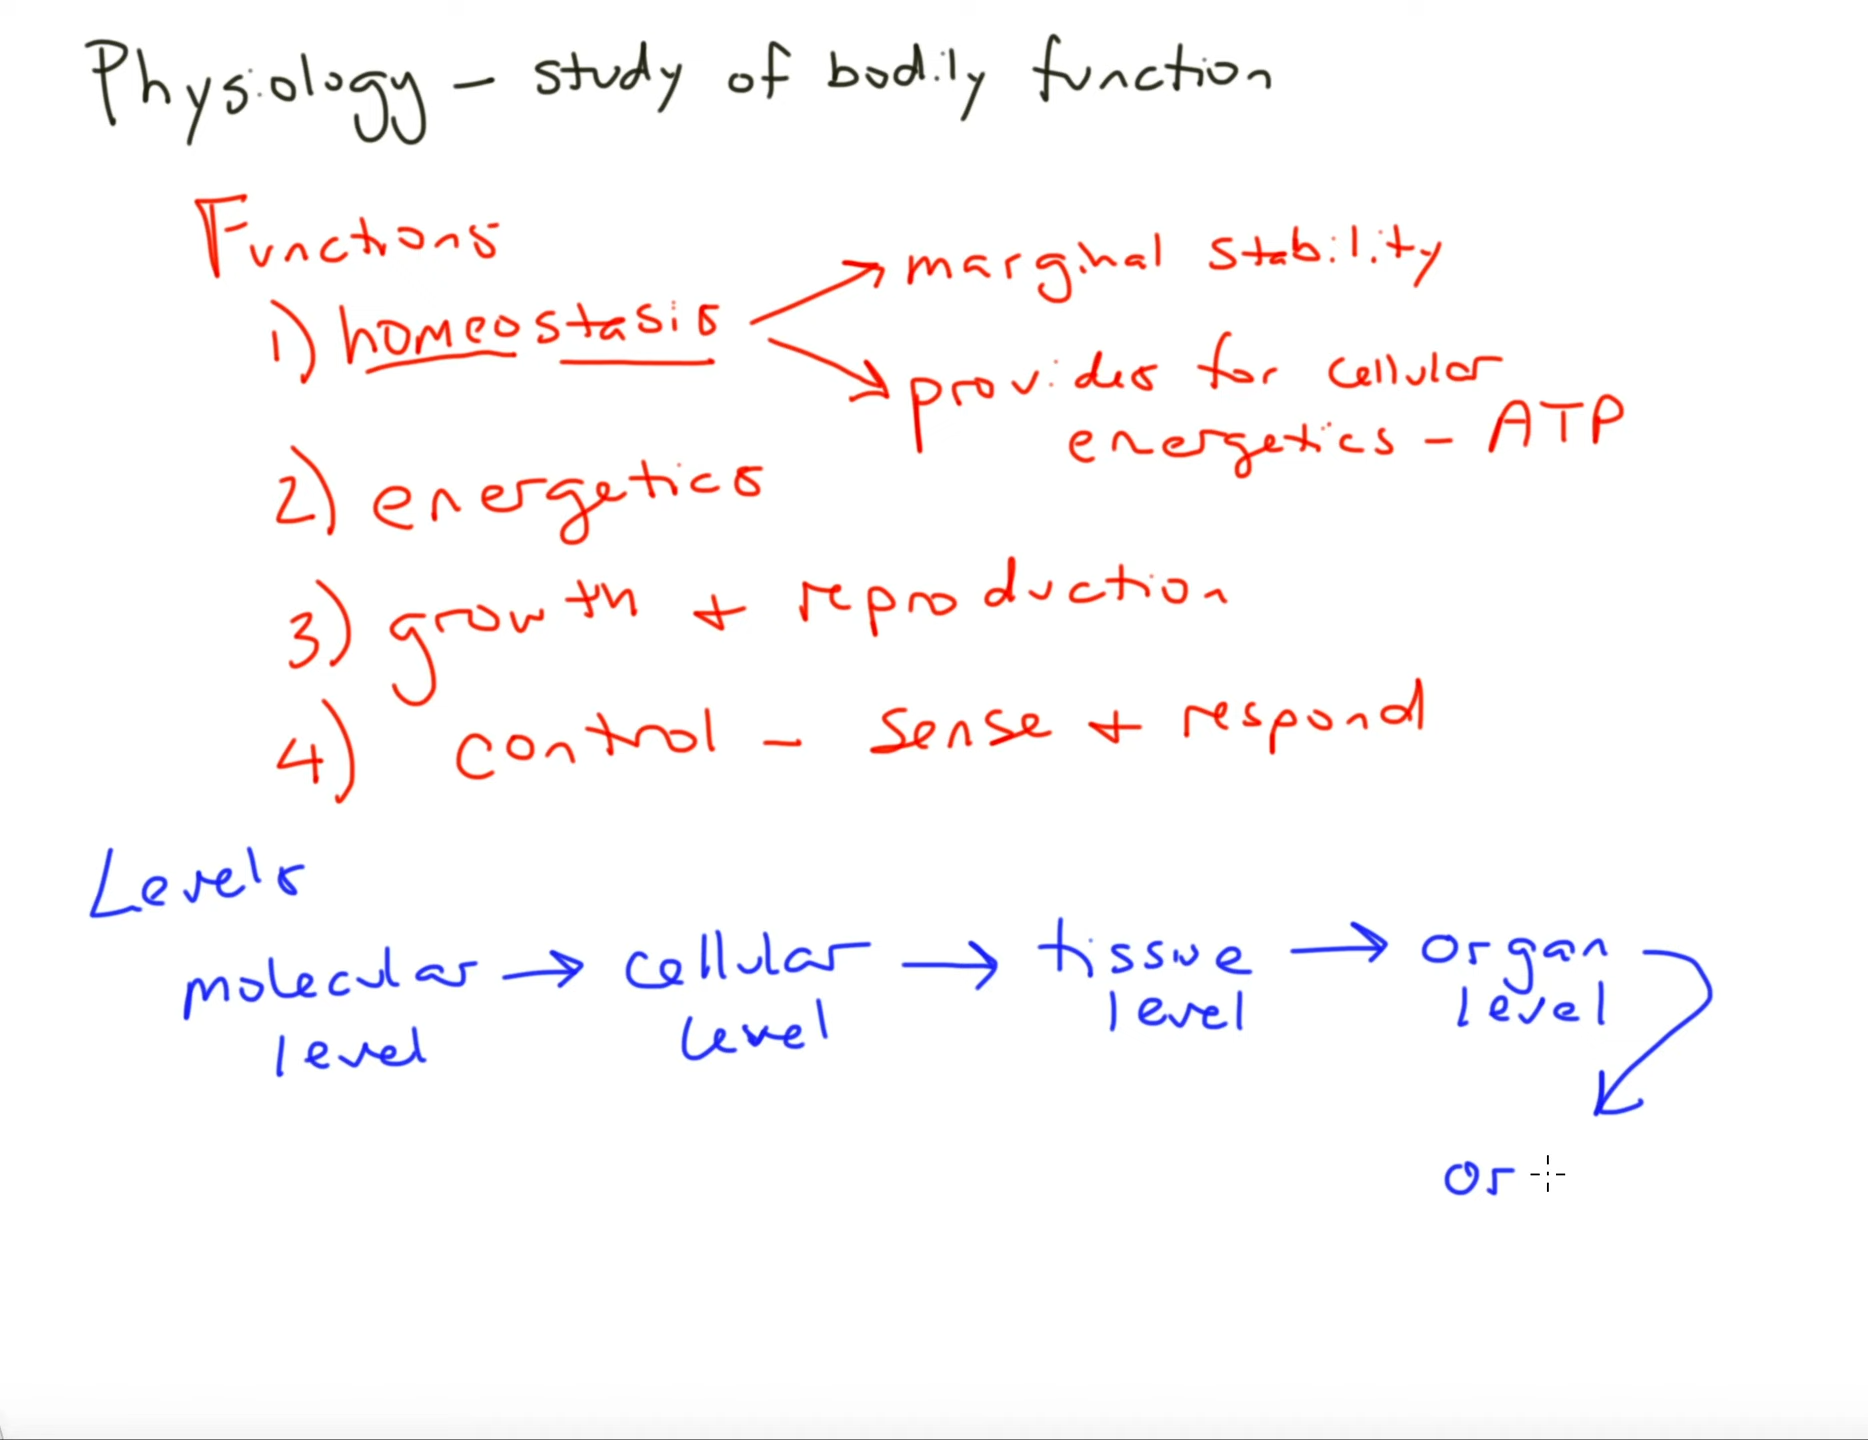 Physiology - study of bodily function
Functions
1) homeostasis → marginal stability
→ provides for cellular
energetics - ATP
2) energetics
3) growth + reproduction
4) control - sense + respond
Levels
molecular level → cellular level → tissue level → organ level
or